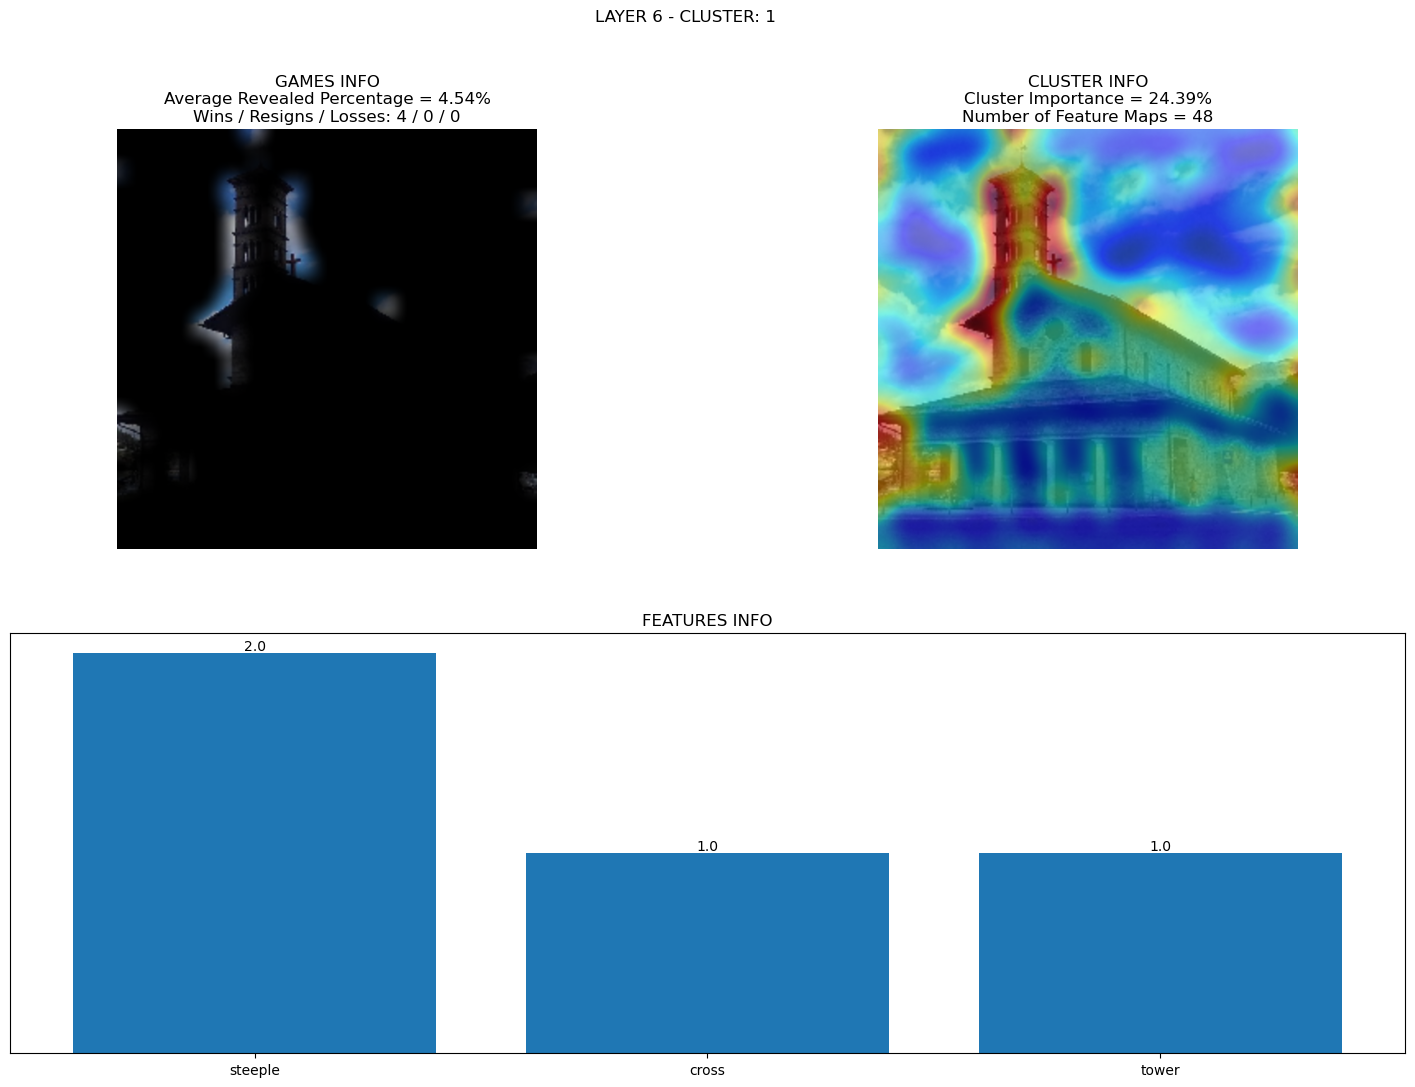 LAYER 6 - CLUSTER: 1
GAMES INFO
Average Revealed Percentage = 4.54%
Wins / Resigns / Losses: 4 / 0 / 0
CLUSTER INFO
Cluster Importance = 24.39%
Number of Feature Maps = 48
FEATURES INFO
2.0
1.0
1.0
steeple
cross
tower